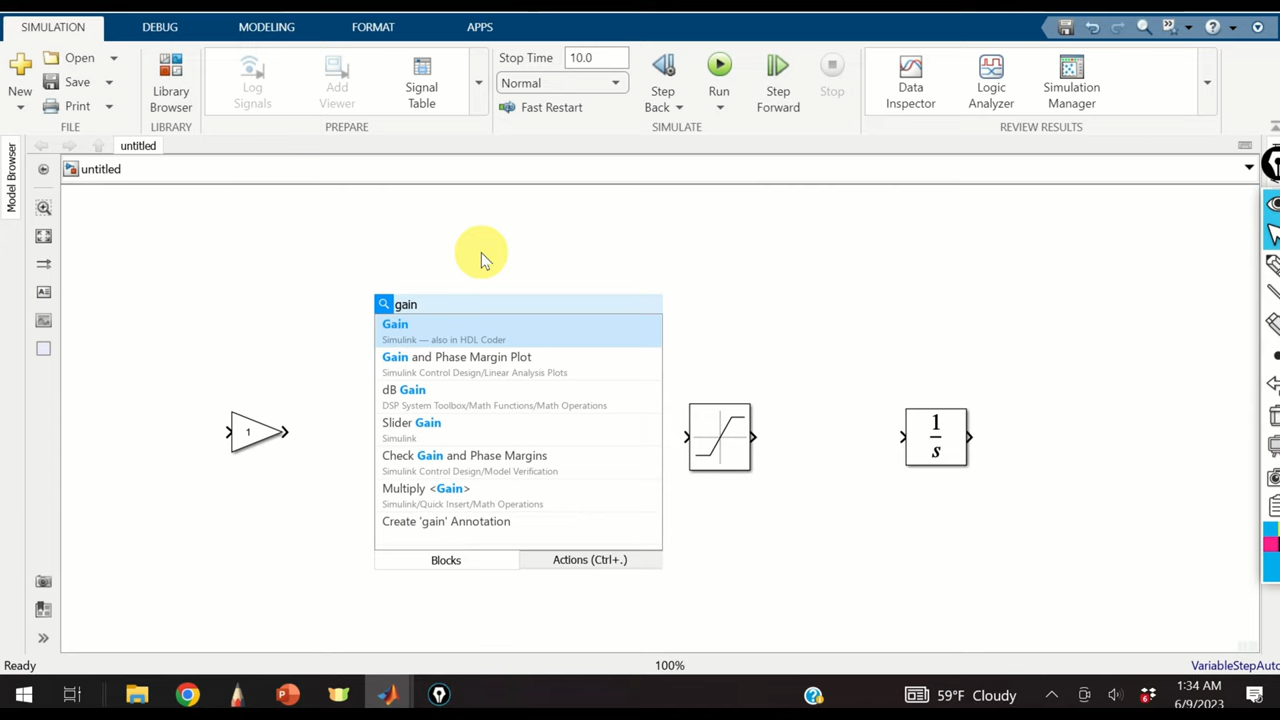 SIMULATION DEBUG MODELING FORMAT APPS
New
Open
Save
Print
FILE
Library
Browser
LIBRARY
Log
Signals
Add
Viewer
Signal
Table
PREPARE
Stop Time 10.0
Normal
Fast Restart
Step
Back
Run
Step
Forward
Stop
SIMULATE
Data
Inspector
Logic
Analyzer
Simulation
Manager
REVIEW RESULTS
Model Browser
untitled
untitled
gain
Gain
Simulink — also in HDL Coder
Gain and Phase Margin Plot
Simulink Control Design/Linear Analysis Plots
dB Gain
DSP System Toolbox/Math Functions/Math Operations
Slider Gain
Simulink
Check Gain and Phase Margins
Simulink Control Design/Model Verification
Multiply <Gain>
Simulink/Quick Insert/Math Operations
Create 'gain' Annotation
Blocks Actions (Ctrl+.)
1
1
s
Ready 100% VariableStepAuto
59°F Cloudy
6
1:34 AM
6/9/2023